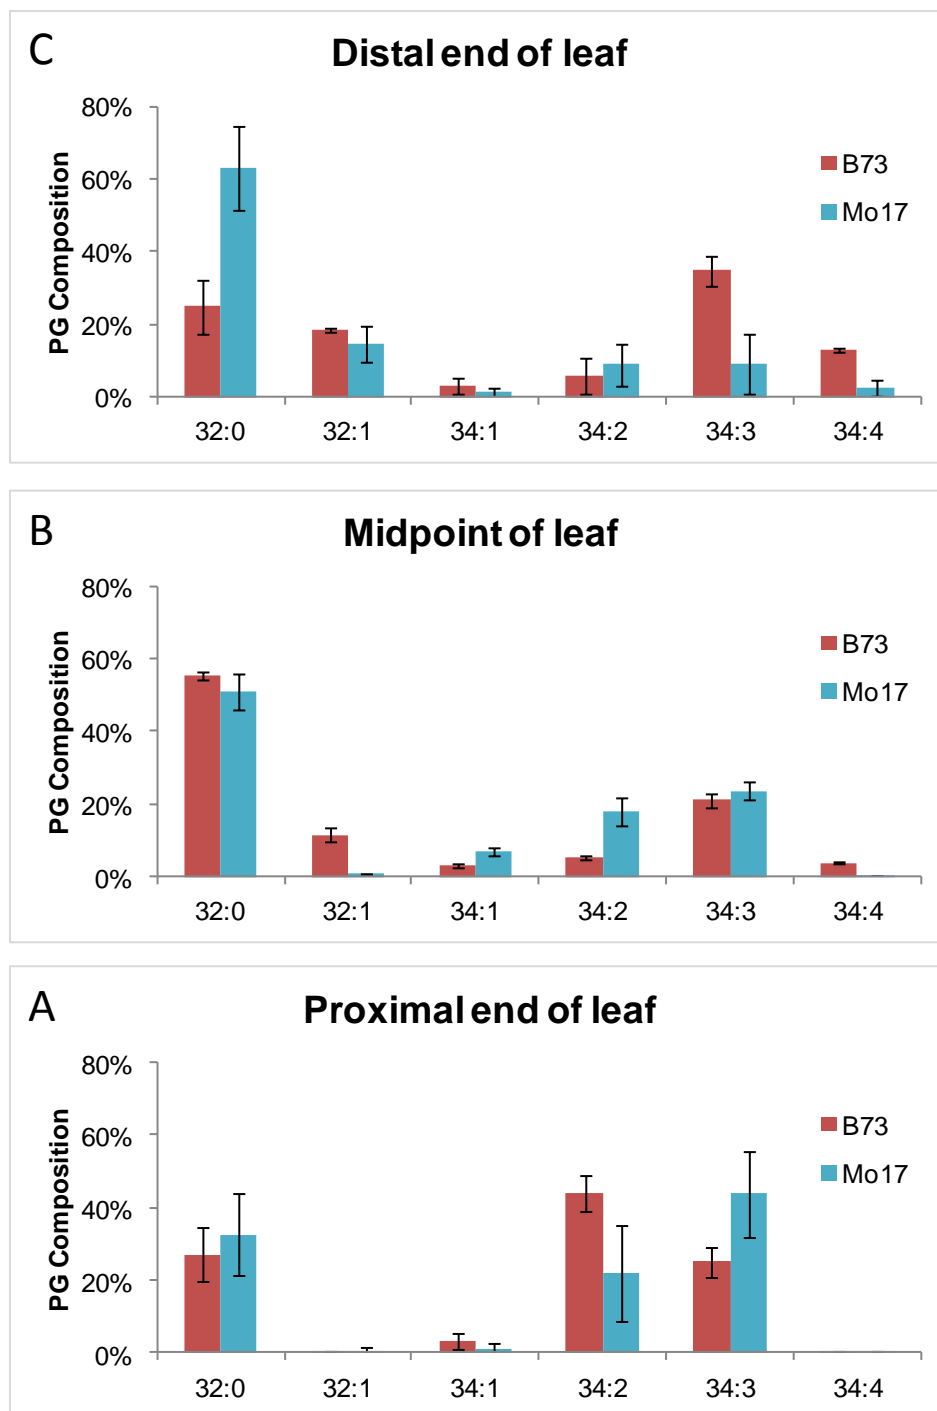 C
Distal end of leaf
PG Composition
80%
60%
40%
20%
0%
B73
Mo17
32:0 32:1 34:1 34:2 34:3 34:4
B
Midpoint of leaf
PG Composition
80%
60%
40%
20%
0%
B73
Mo17
32:0 32:1 34:1 34:2 34:3 34:4
A
Proximal end of leaf
PG Composition
80%
60%
40%
20%
0%
B73
Mo17
32:0 32:1 34:1 34:2 34:3 34:4